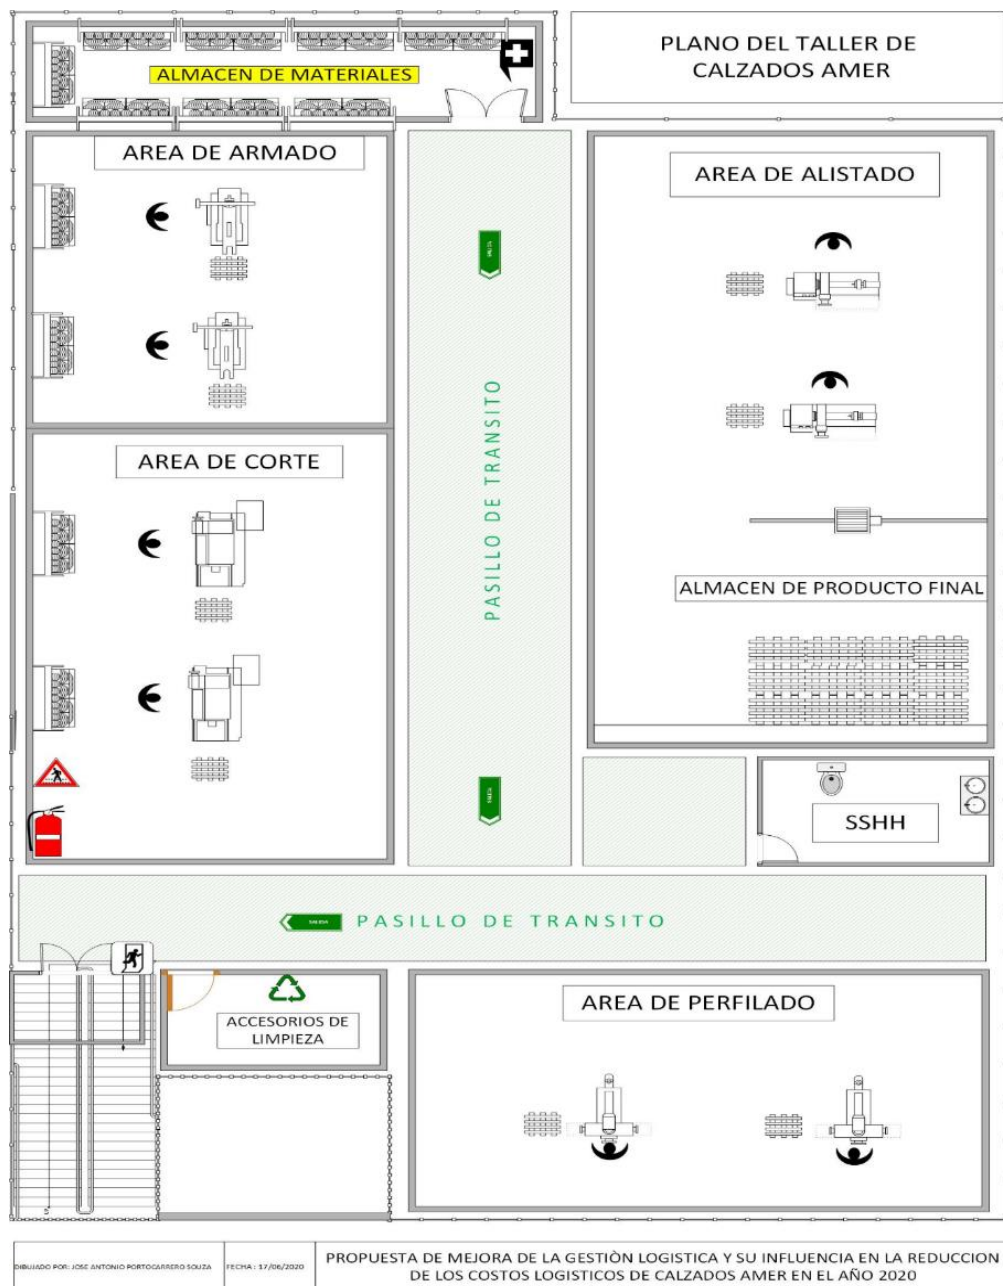 PLANO DEL TALLER DE
CALZADOS AMER
ALMACEN DE MATERIALES
AREA DE ARMADO
AREA DE ALISTADO
PASILLO DE TRANSITO
AREA DE CORTE
ALMACEN DE PRODUCTO FINAL
SSHH
SALIDA
PASILLO DE TRANSITO
ACCESORIOS DE
LIMPIEZA
AREA DE PERFILADO
S
DIBUJADO POR: JOSE ANTONIO PORTOCARRERO SOUZA
FECHA : 17/06/2020
PROPUESTA DE MEJORA DE LA GESTIÒN LOGISTICA Y SU INFLUENCIA EN LA REDUCCION
DE LOS COSTOS LOGISTICOS DE CALZADOS AMER EN EL AÑO 2020